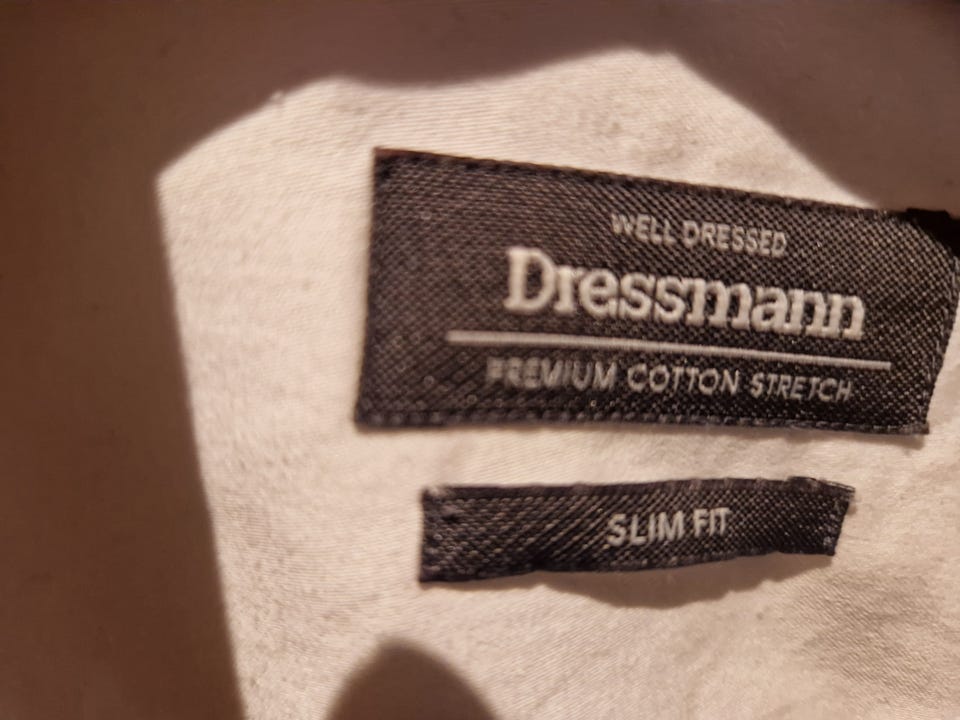 WELL DRESSED
Dressmann
PREMIUM COTTON STRETCH
SLIM FIT